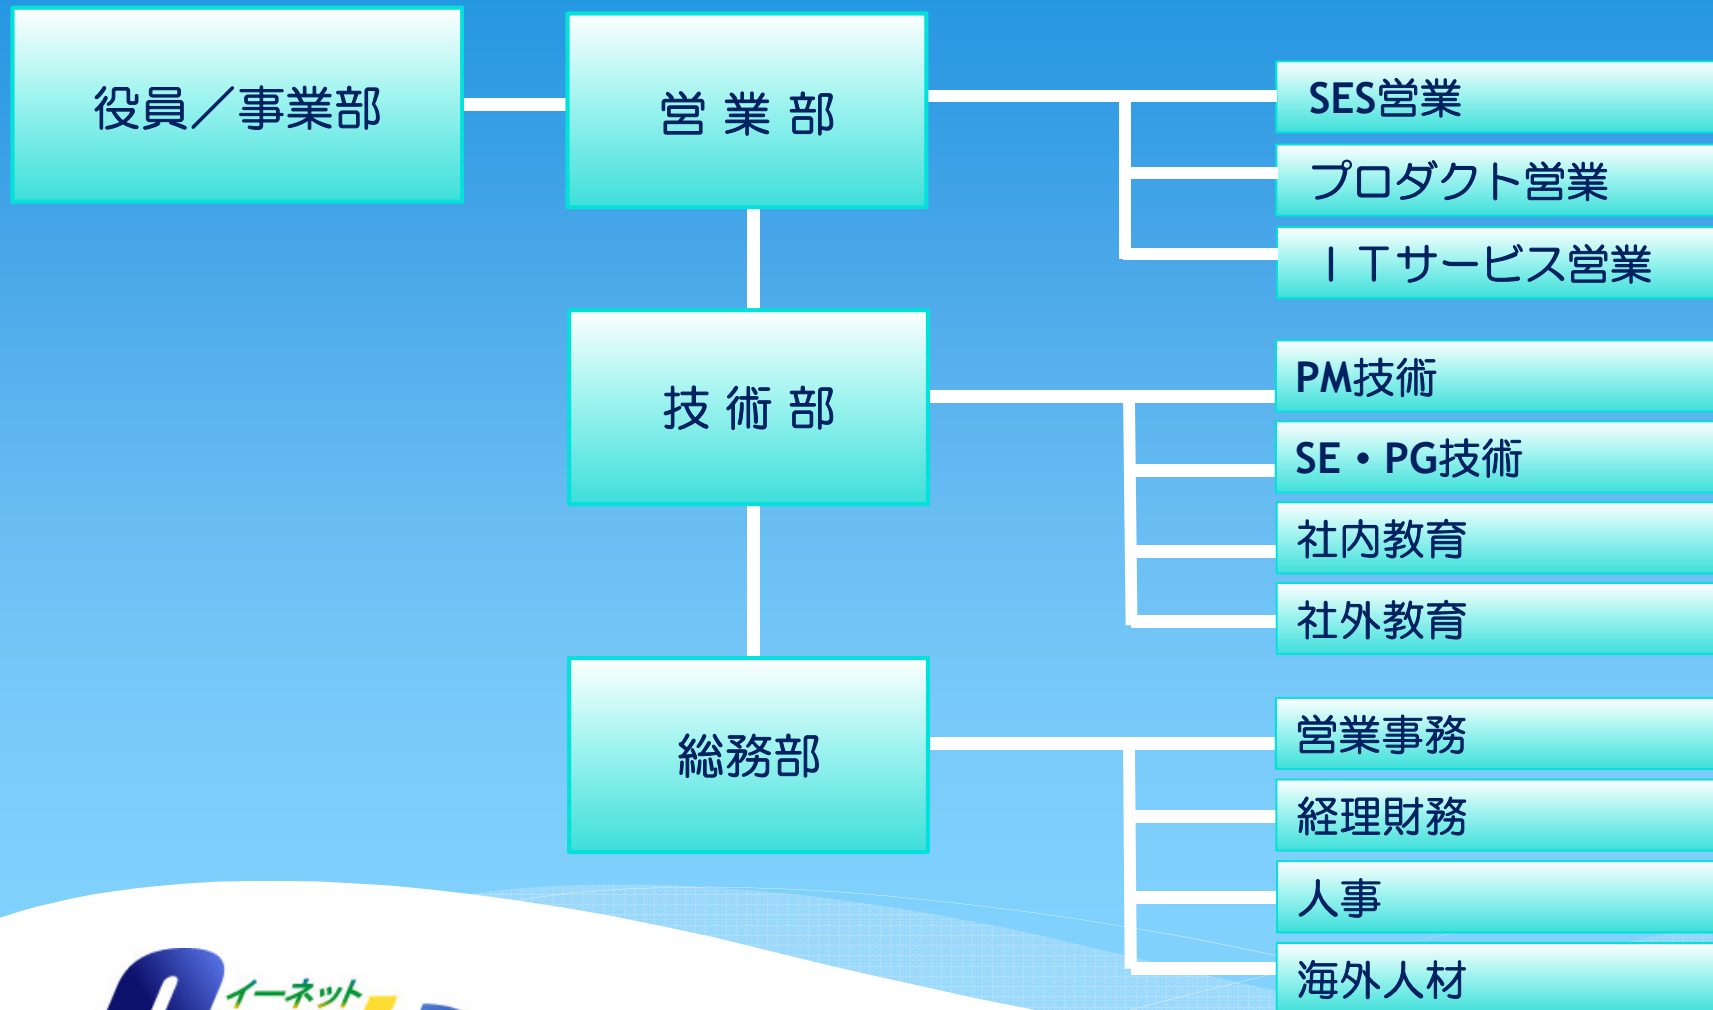 役員／事業部
営 業 部
SES営業
プロダクト営業
ＩＴサービス営業
技 術 部
PM技術
SE・PG技術
社内教育
社外教育
総務部
営業事務
経理財務
人事
海外人材
イーネット